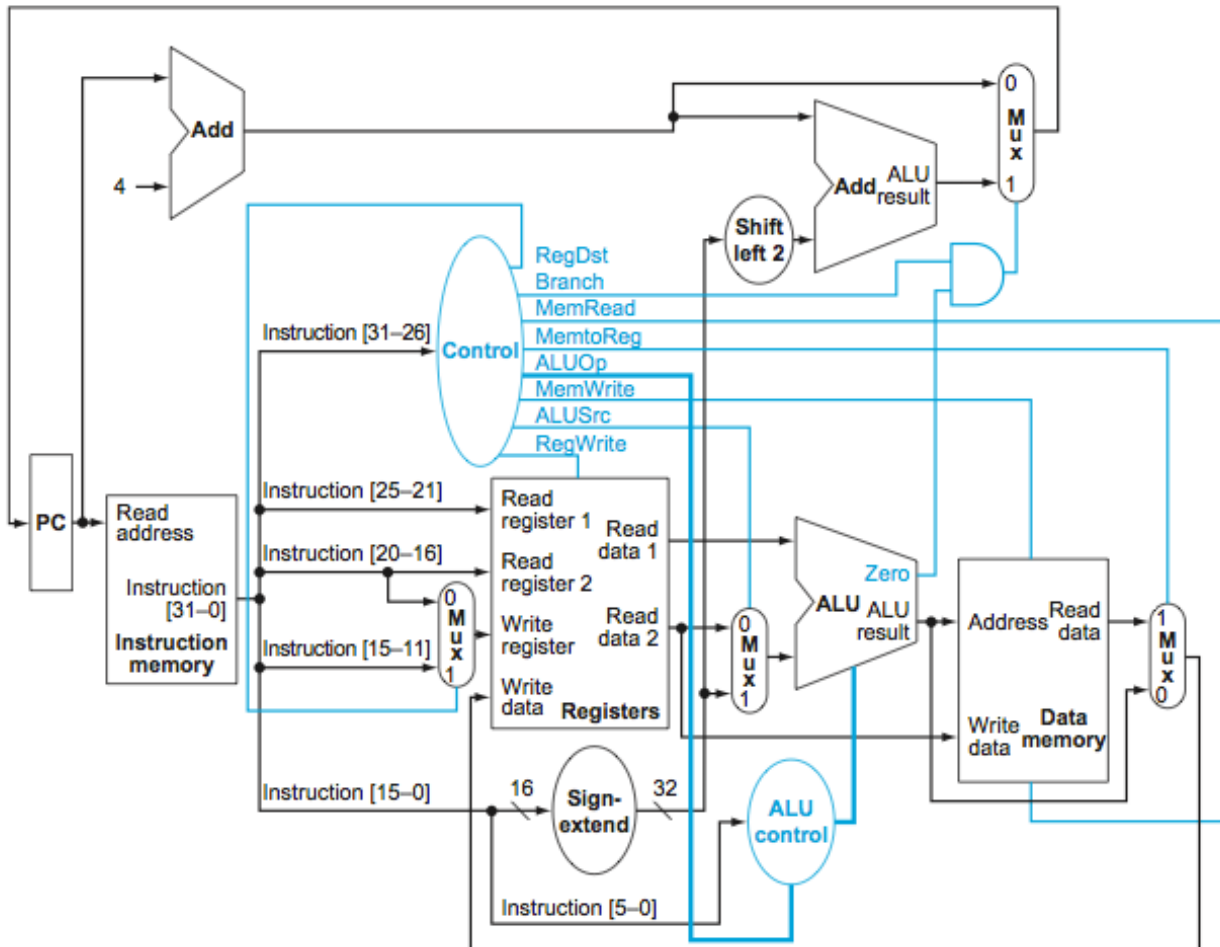 Add
4
0
Mux
1
Add
ALU
result
Shift
left 2
RegDst
Branch
MemRead
MemtoReg
ALUOp
MemWrite
ALUSrc
RegWrite
Control
Instruction [31–26]
Instruction [25–21]
Instruction [20–16]
Instruction [15–11]
Instruction [15–0]
Instruction [5–0]
PC
Read
address
Instruction
[31–0]
Instruction
memory
0
Mux
1
Read
register 1
Read
register 2
Write
register
Write
data
Read
data 1
Read
data 2
Registers
0
Mux
1
Zero
ALU
ALU
result
Address
Read
data
Write
data
Data
memory
1
Mux
0
16
Sign-
extend
32
ALU
control